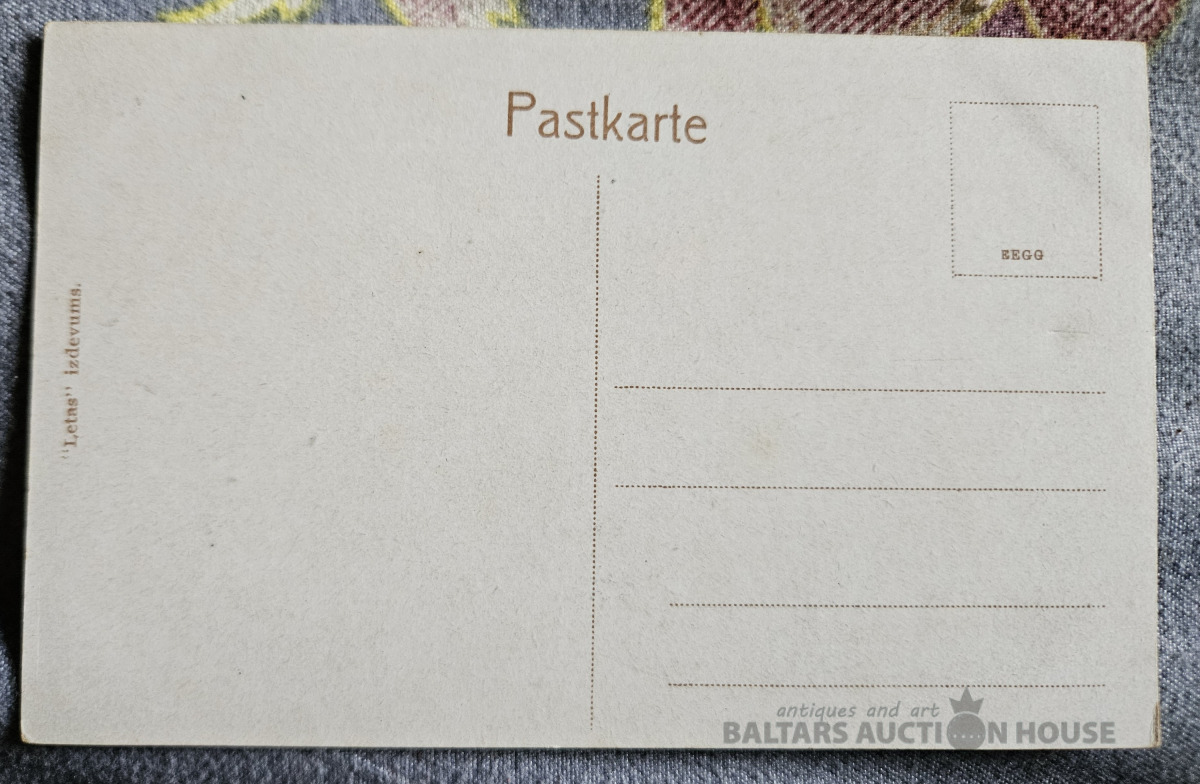 Pastkarte
EEGG
"Letas" izdevums.
antiques and art
BALTARS AUCTION HOUSE